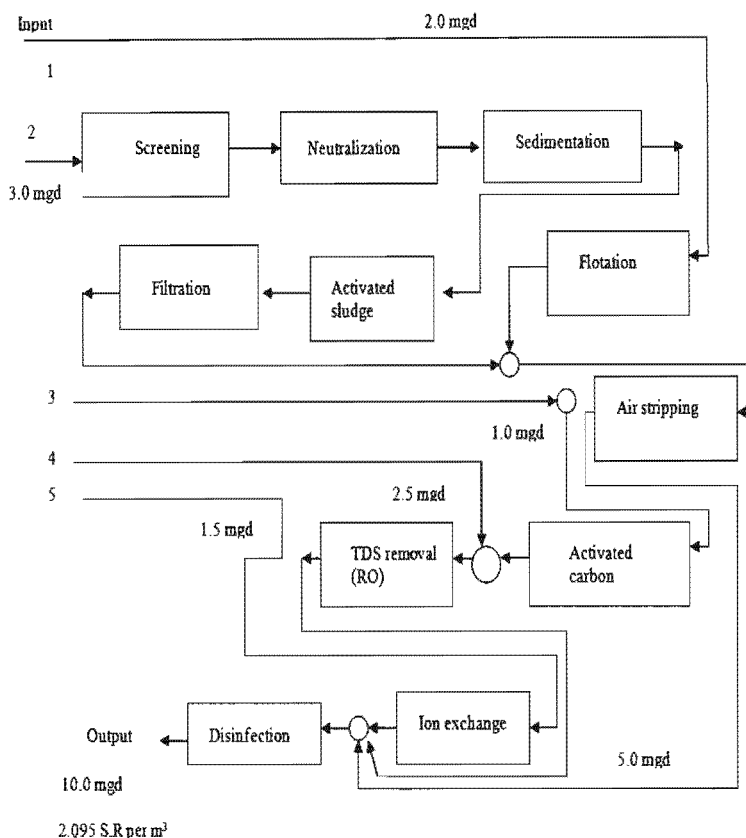 Input
2.0 mgd
1
2
3.0 mgd
Screening
Neutralization
Sedimentation
Filtration
Activated
sludge
Flotation
3
1.0 mgd
Air stripping
4
5
2.5 mgd
1.5 mgd
TDS removal
(RO)
Activated
carbon
Output
Disinfection
Ion exchange
5.0 mgd
10.0 mgd
2.095 S.R per m³